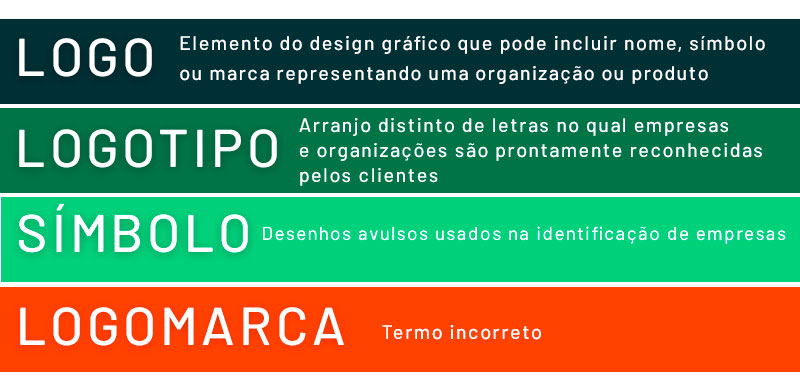 LOGO
Elemento do design gráfico que pode incluir nome, símbolo
ou marca representando uma organização ou produto
LOGOTIPO
Arranjo distinto de letras no qual empresas
e organizações são prontamente reconhecidas
pelos clientes
SÍMBOLO
Desenhos avulsos usados na identificação de empresas
LOGOMARCA
Termo incorreto